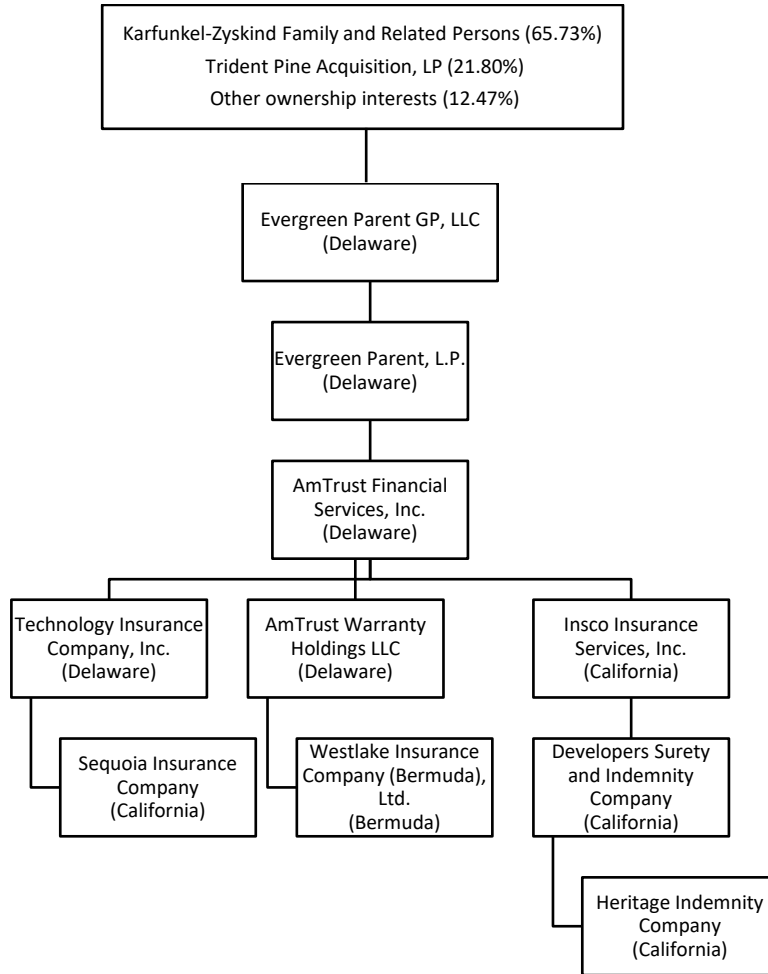 Karfunkel-Zyskind Family and Related Persons (65.73%)
Trident Pine Acquisition, LP (21.80%)
Other ownership interests (12.47%)
Evergreen Parent GP, LLC
(Delaware)
Evergreen Parent, L.P.
(Delaware)
AmTrust Financial
Services, Inc.
(Delaware)
Technology Insurance
Company, Inc.
(Delaware)
AmTrust Warranty
Holdings LLC
(Delaware)
Insco Insurance
Services, Inc.
(California)
Sequoia Insurance
Company
(California)
Westlake Insurance
Company (Bermuda),
Ltd.
(Bermuda)
Developers Surety
and Indemnity
Company
(California)
Heritage Indemnity
Company
(California)